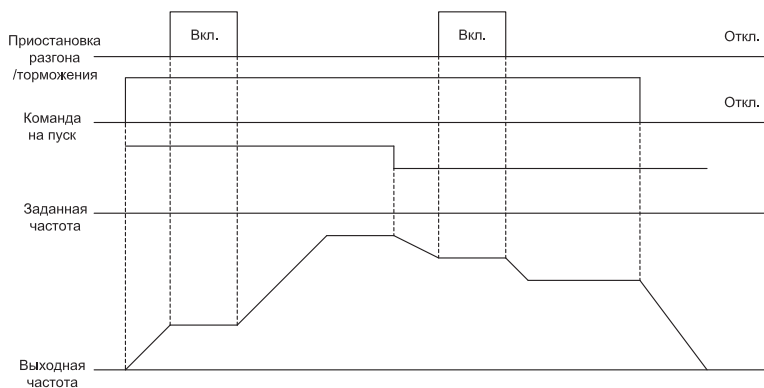 Вкл.
Вкл.
Откл.
Приостановка
разгона
/торможения
Откл.
Команда
на пуск
Заданная
частота
Выходная
частота